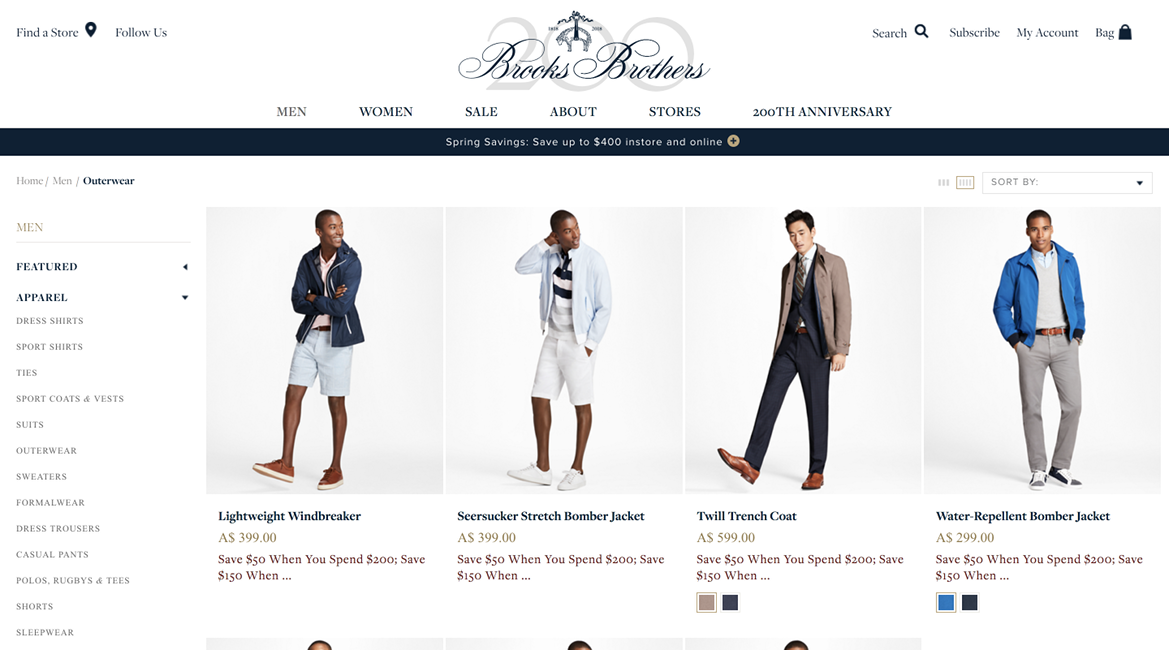 Find a Store
Follow Us
1818 2018
200
Brooks Brothers
Search
Subscribe
My Account
Bag
MEN
WOMEN
SALE
ABOUT
STORES
200TH ANNIVERSARY
Spring Savings: Save up to $400 instore and online
Home / Men / Outerwear
SORT BY:
MEN
FEATURED
APPAREL
DRESS SHIRTS
SPORT SHIRTS
TIES
SPORT COATS & VESTS
SUITS
OUTERWEAR
SWEATERS
FORMALWEAR
DRESS TROUSERS
CASUAL PANTS
POLOS, RUGBYS & TEES
SHORTS
SLEEPWEAR
Lightweight Windbreaker
A$ 399.00
Save $50 When You Spend $200; Save
$150 When ...
Seersucker Stretch Bomber Jacket
A$ 399.00
Save $50 When You Spend $200; Save
$150 When ...
Twill Trench Coat
A$ 599.00
Save $50 When You Spend $200; Save
$150 When ...
Water-Repellent Bomber Jacket
A$ 299.00
Save $50 When You Spend $200; Save
$150 When ...